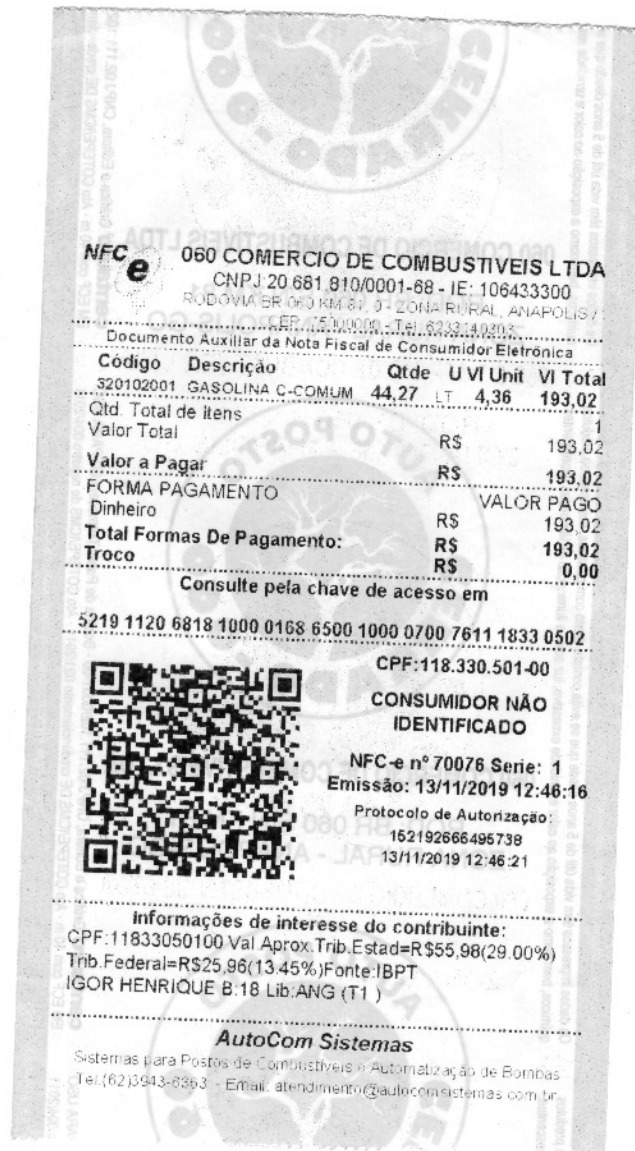 NFC e
060 COMERCIO DE COMBUSTIVEIS LTDA
CNPJ 20.681.810/0001-68 - IE: 106433300
RODOVIA BR 060 KM 81, 0 - ZONA RURAL, ANAPOLIS /
CEP: 75000000 - Tel. 6233140303
Documento Auxiliar da Nota Fiscal de Consumidor Eletrônica
Código Descrição Qtde U Vl Unit Vl Total
320102001 GASOLINA C-COMUM 44,27 LT 4,36 193,02
Qtd. Total de itens 1
Valor Total R$ 193,02
Valor a Pagar R$ 193,02
FORMA PAGAMENTO VALOR PAGO
Dinheiro R$ 193,02
Total Formas De Pagamento: R$ 193,02
Troco R$ 0,00
Consulte pela chave de acesso em
5219 1120 6818 1000 0168 6500 1000 0700 7611 1833 0502
CPF:118.330.501-00
CONSUMIDOR NÃO
IDENTIFICADO
NFC-e nº 70076 Serie: 1
Emissão: 13/11/2019 12:46:16
Protocolo de Autorização:
152192666495738
13/11/2019 12:46:21
Informações de interesse do contribuinte:
CPF:11833050100 Val.Aprox.Trib.Estad=R$55,98(29.00%)
Trib.Federal=R$25,96(13.45%)Fonte:IBPT
IGOR HENRIQUE B:18 Lib:ANG (T1 )
AutoCom Sistemas
Sistemas para Postos de Combustíveis e Automatização de Bombas
Tel.(62)3943-6363 - Email: atendimento@autocomsistemas.com.br